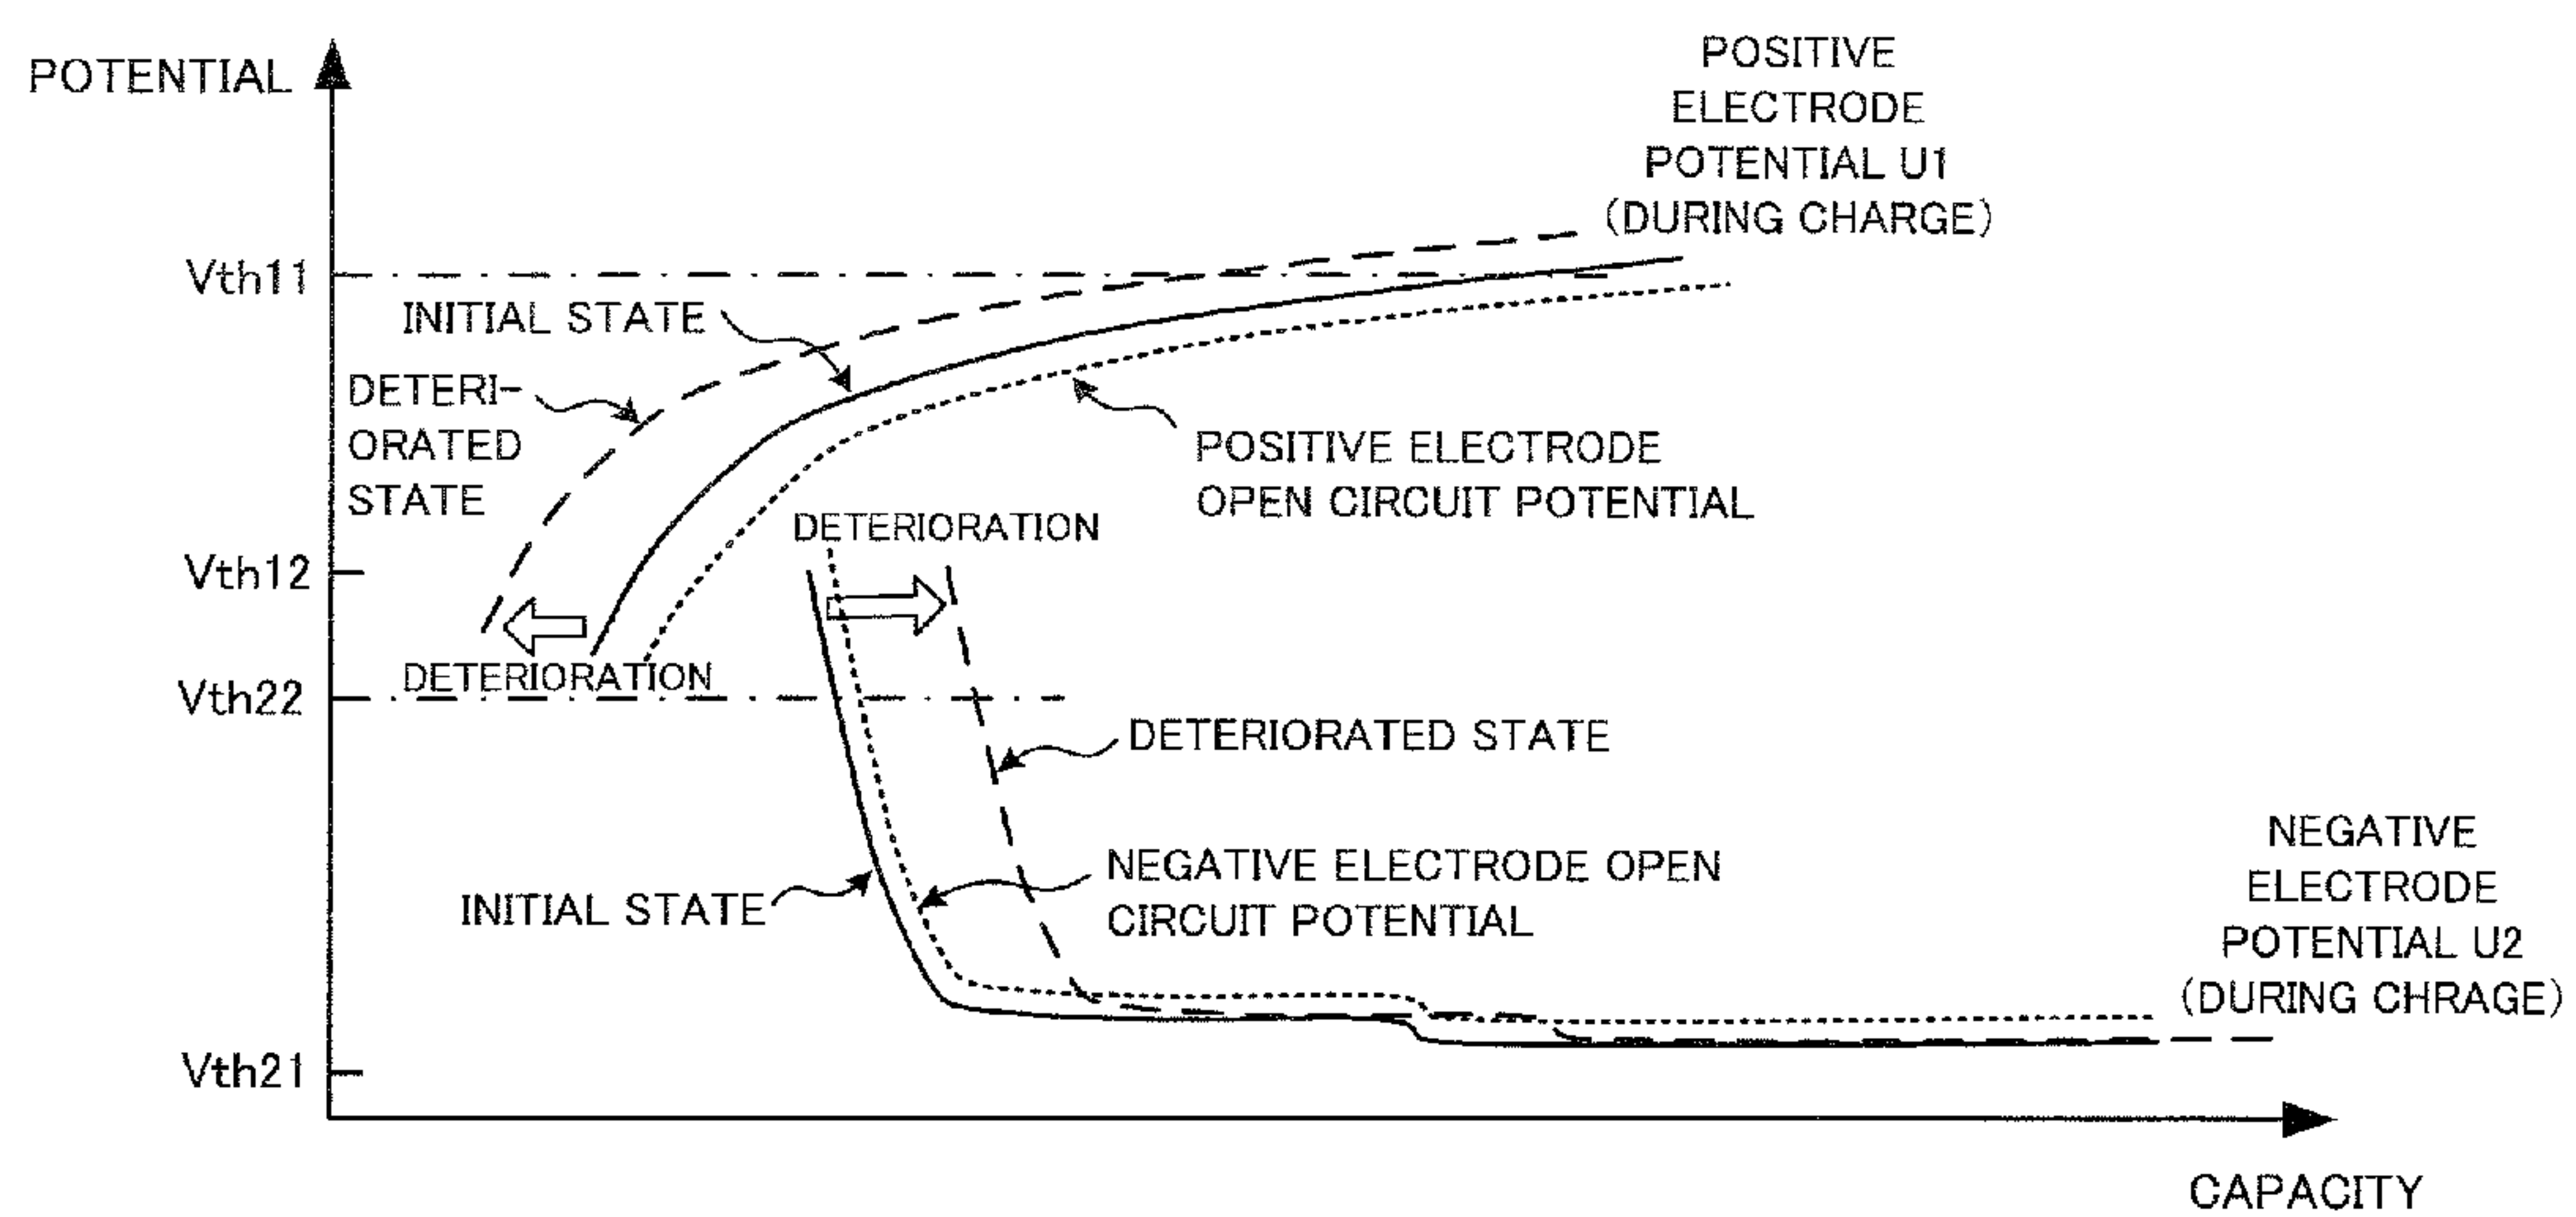 POTENTIAL
POSITIVE
ELECTRODE
POTENTIAL U1
(DURING CHARGE)
Vth11
INITIAL STATE
DETERI-
ORATED
STATE
POSITIVE ELECTRODE
OPEN CIRCUIT POTENTIAL
DETERIORATION
Vth12
DETERIORATION
Vth22
DETERIORATED STATE
NEGATIVE ELECTRODE OPEN
CIRCUIT POTENTIAL
INITIAL STATE
NEGATIVE
ELECTRODE
POTENTIAL U2
(DURING CHRAGE)
Vth21
CAPACITY